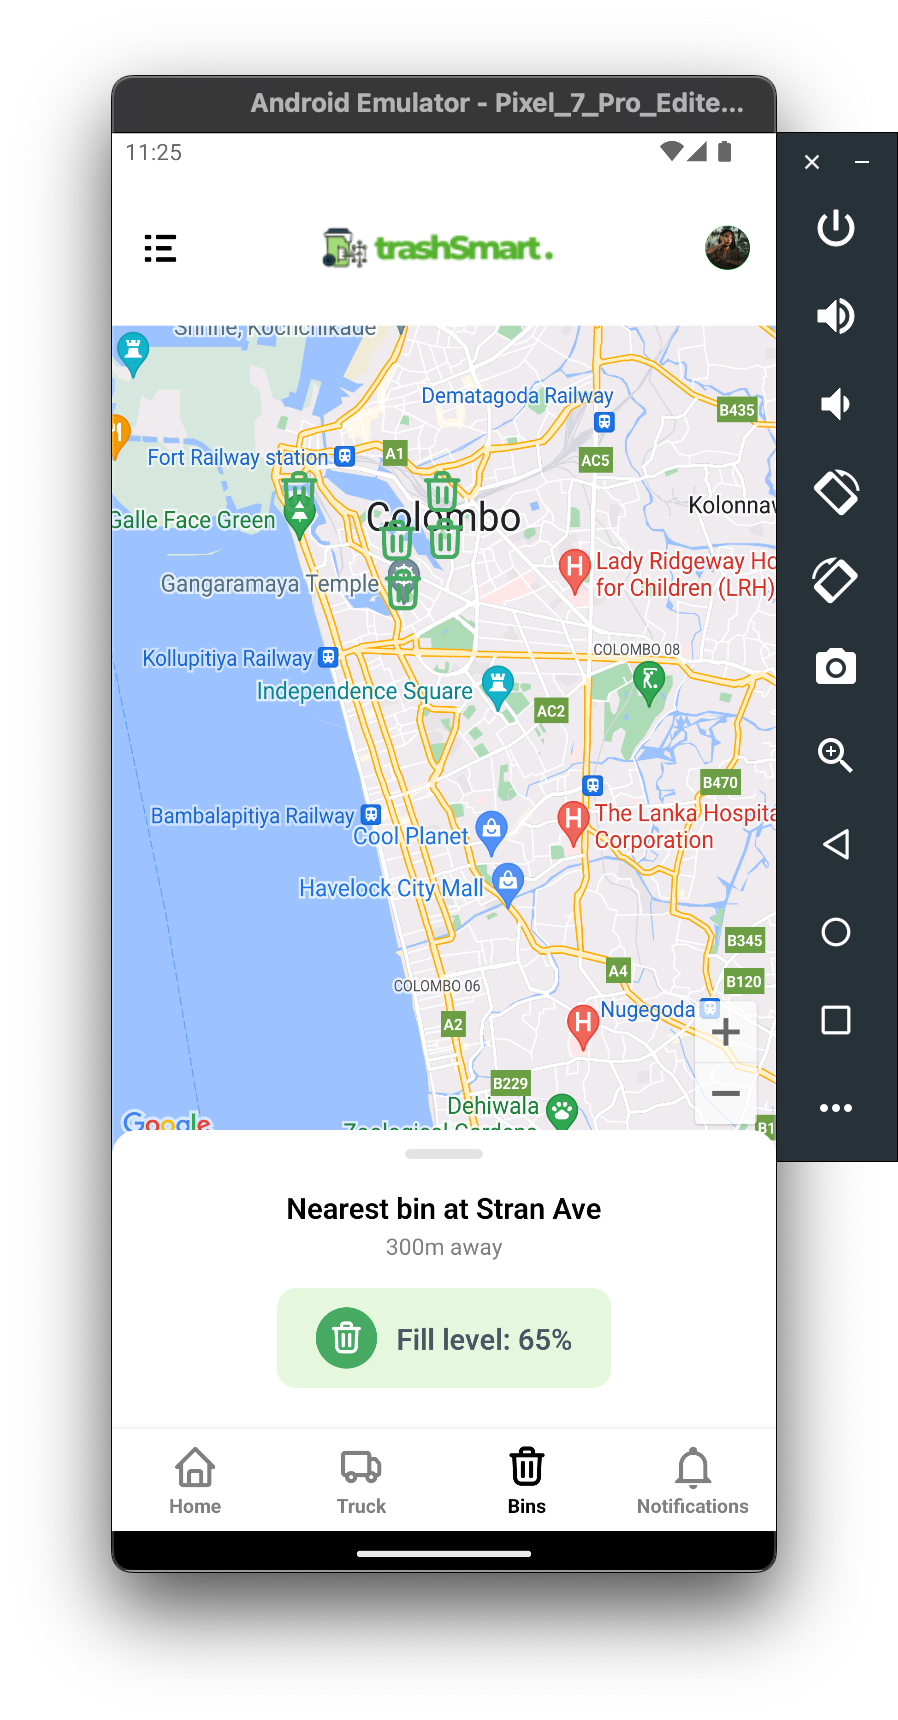 Android Emulator - Pixel_7_Pro_Edite...
11:25
trashSmart.
Shrine, Kochchikade
Dematagoda Railway
B435
Fort Railway station
A1
AC5
Kolonnaw
Galle Face Green
Colombo
Lady Ridgeway Ho
for Children (LRH)
Gangaramaya Temple
Kollupitiya Railway
COLOMBO 08
Independence Square
AC2
B470
Bambalapitiya Railway
The Lanka Hospita
Corporation
Cool Planet
Havelock City Mall
B345
A4
B120
COLOMBO 06
Nugegoda
A2
B229
Dehiwala
Zoological Gardens
B1
Google
Nearest bin at Stran Ave
300m away
Fill level: 65%
Home
Truck
Bins
Notifications